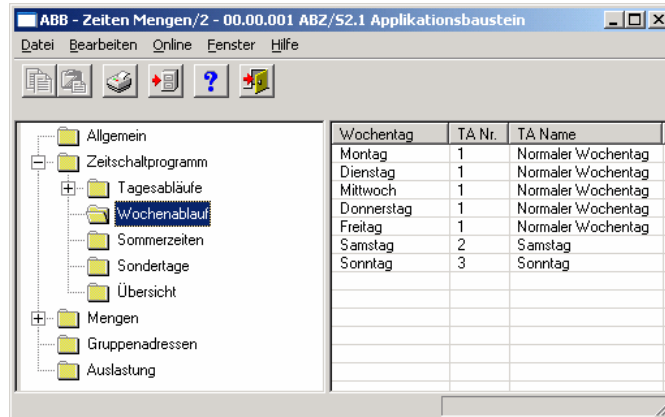 ABB - Zeiten Mengen/2 - 00.00.001 ABZ/S2.1 Applikationsbaustein
Datei Bearbeiten Online Fenster Hilfe
Allgemein
Zeitschaltprogramm
Tagesabläufe
Wochenablauf
Sommerzeiten
Sondertage
Übersicht
Mengen
Gruppenadressen
Auslastung
Wochentag TA Nr. TA Name
Montag 1 Normaler Wochentag
Dienstag 1 Normaler Wochentag
Mittwoch 1 Normaler Wochentag
Donnerstag 1 Normaler Wochentag
Freitag 1 Normaler Wochentag
Samstag 2 Samstag
Sonntag 3 Sonntag